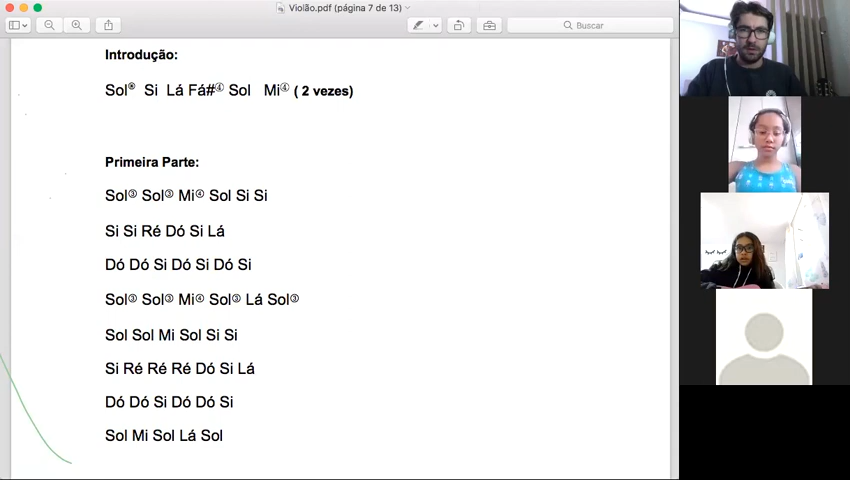 Violão.pdf (página 7 de 13)
Buscar
Introdução:
Sol Si Lá Fá#④ Sol Mi④ ( 2 vezes)
Primeira Parte:
Sol③ Sol③ Mi④ Sol Si Si
Si Si Ré Dó Si Lá
Dó Dó Si Dó Si Dó Si
Sol③ Sol③ Mi④ Sol③ Lá Sol③
Sol Sol Mi Sol Si Si
Si Ré Ré Ré Dó Si Lá
Dó Dó Si Dó Dó Si
Sol Mi Sol Lá Sol